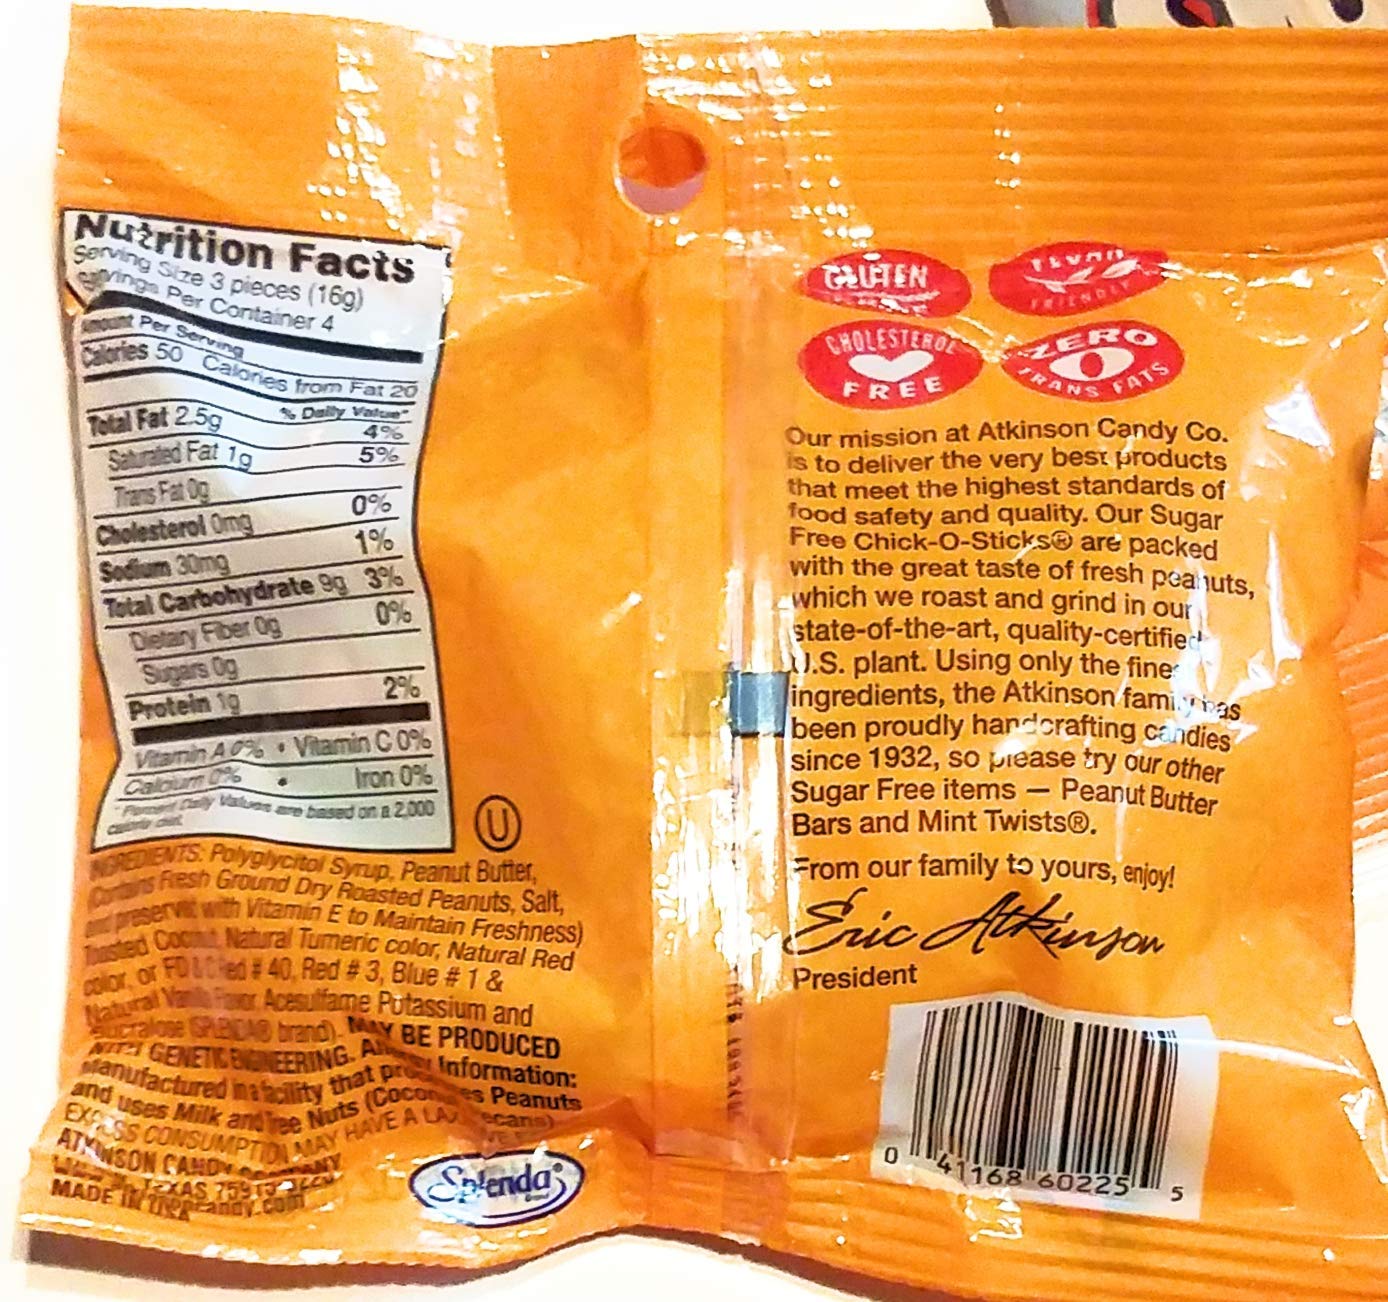 Nutrition Facts
Serving Size 3 pieces (16g)
Servings Per Container 4
Amount Per Serving
Calories 50 Calories from Fat 20
% Daily Value*
Total Fat 2.5g 4%
Saturated Fat 1g 5%
Trans Fat 0g
Cholesterol 0mg 0%
Sodium 30mg 1%
Total Carbohydrate 9g 3%
Dietary Fiber 0g 0%
Sugars 0g
Protein 1g 2%
Vitamin A 0% • Vitamin C 0%
Calcium 0% • Iron 0%
Percent Daily Values are based on a 2,000
calorie diet.
U
INGREDIENTS: Polyglycitol Syrup, Peanut Butter,
Contains Fresh Ground Dry Roasted Peanuts, Salt,
and preserved with Vitamin E to Maintain Freshness)
Toasted Coconut, Natural Tumeric color, Natural Red
color, or FD&C Red # 40, Red # 3, Blue # 1 &
Natural Vanilla Flavor, Acesulfame Potassium and
Sucralose (SPLENDA® brand). MAY BE PRODUCED
WITH GENETIC ENGINEERING. Information:
Manufactured in a facility that Peanuts
and uses Milk and Tree Nuts
EXCESS CONSUMPTION MAY HAVE A
ATKINSON CANDY COMPANY
TEXAS
MADE IN USA
Splenda®
GLUTEN
FRIENDLY
CHOLESTEROL
FREE
ZERO
0
TRANS FATS
Our mission at Atkinson Candy Co.
is to deliver the very best products
that meet the highest standards of
food safety and quality. Our Sugar
Free Chick-O-Sticks® are packed
with the great taste of fresh peanuts,
which we roast and grind in our
state-of-the-art, quality-certified
U.S. plant. Using only the finest
ingredients, the Atkinson family has
been proudly handcrafting candies
since 1932, so please try our other
Sugar Free items — Peanut Butter
Bars and Mint Twists®.
From our family to yours, enjoy!
Eric Atkinson
President
0 41168 60225 5